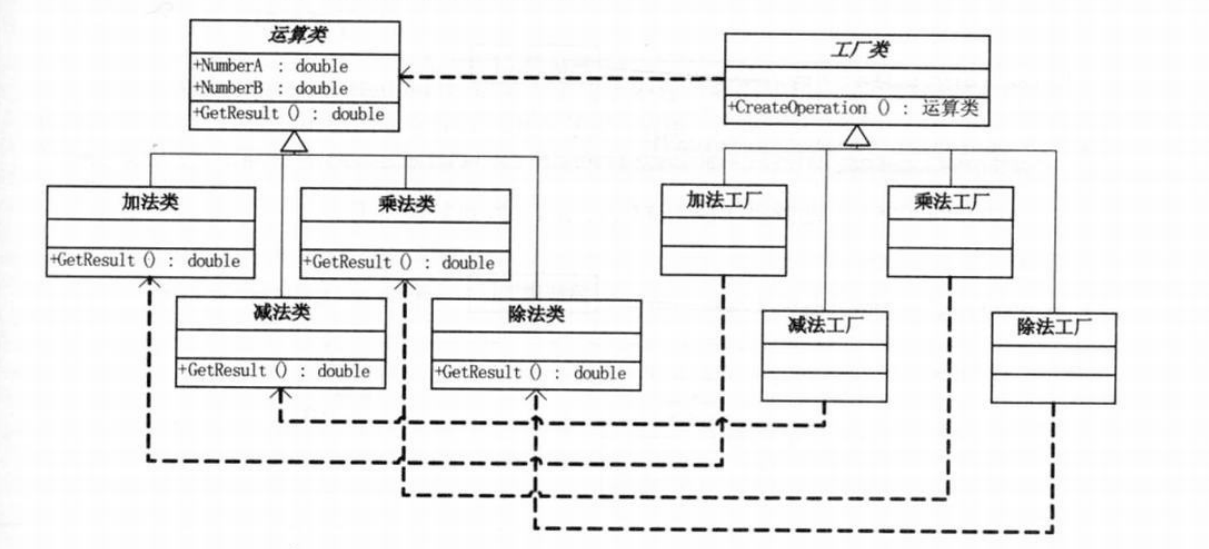 运算类
+NumberA : double
+NumberB : double
+GetResult () : double
工厂类
+CreateOperation () : 运算类
加法类
+GetResult () : double
乘法类
+GetResult () : double
加法工厂
乘法工厂
减法类
+GetResult () : double
除法类
+GetResult () : double
减法工厂
除法工厂